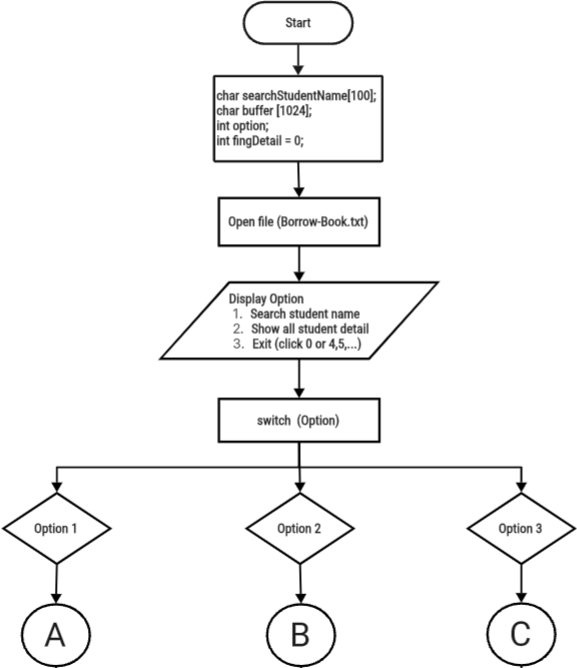 Start
char searchStudentName[100];
char buffer [1024];
int option;
int fingDetail = 0;
Open file (Borrow-Book.txt)
Display Option
1. Search student name
2. Show all student detail
3. Exit (click 0 or 4,5,...)
switch (Option)
Option 1
Option 2
Option 3
A
B
C